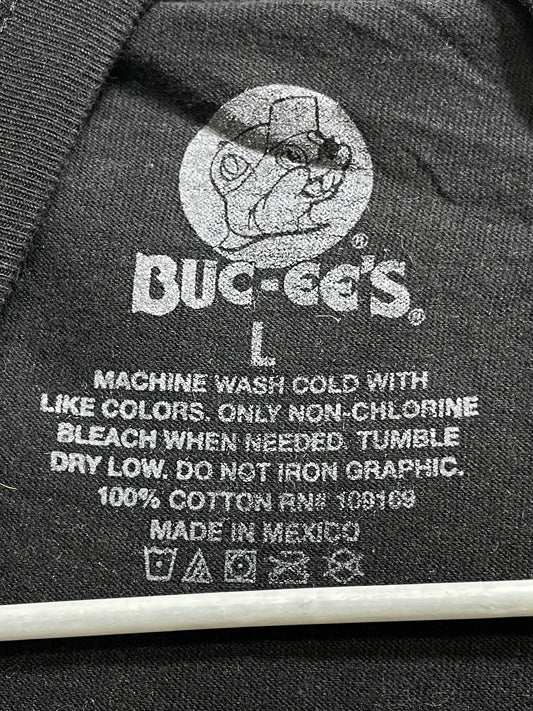 BUC-EE'S®
L
MACHINE WASH COLD WITH
LIKE COLORS. ONLY NON-CHLORINE
BLEACH WHEN NEEDED. TUMBLE
DRY LOW. DO NOT IRON GRAPHIC.
100% COTTON RN# 109109
MADE IN MEXICO